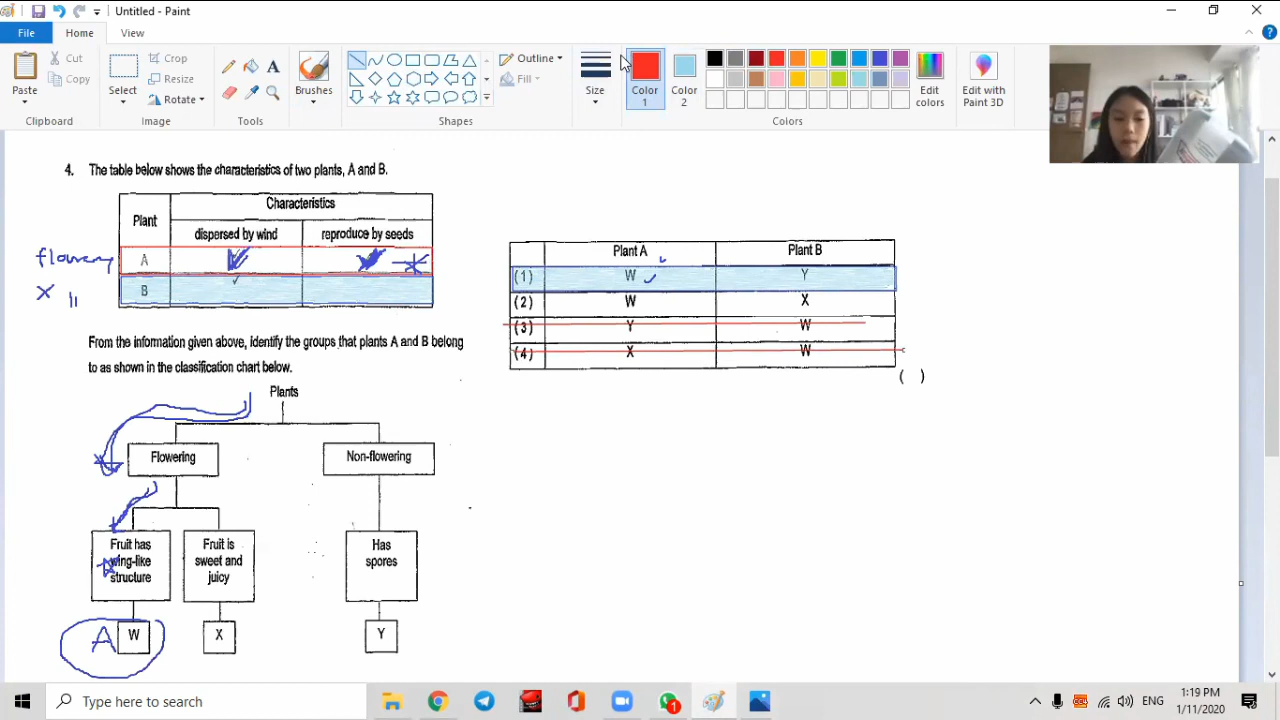 Untitled - Paint
File
Home
View
Paste
Cut
Copy
Clipboard
Select
Crop
Resize
Rotate
Image
Tools
Brushes
Shapes
Outline
Fill
Size
Color 1
Color 2
Edit colors
Edit with Paint 3D
Colors
4. The table below shows the characteristics of two plants, A and B.
Plant
Characteristics
dispersed by wind
reproduce by seeds
flowery A
X " B
From the information given above, identify the groups that plants A and B belong
to as shown in the classification chart below.
Plants
Flowering
Non-flowering
Fruit has
wing-like
structure
Fruit is
sweet and
juicy
Has
spores
A W
X
Y
Plant A Plant B
(1) W Y
(2) W X
(3) Y W
(4) X W
( )
Type here to search
1
ENG
1:19 PM
1/11/2020